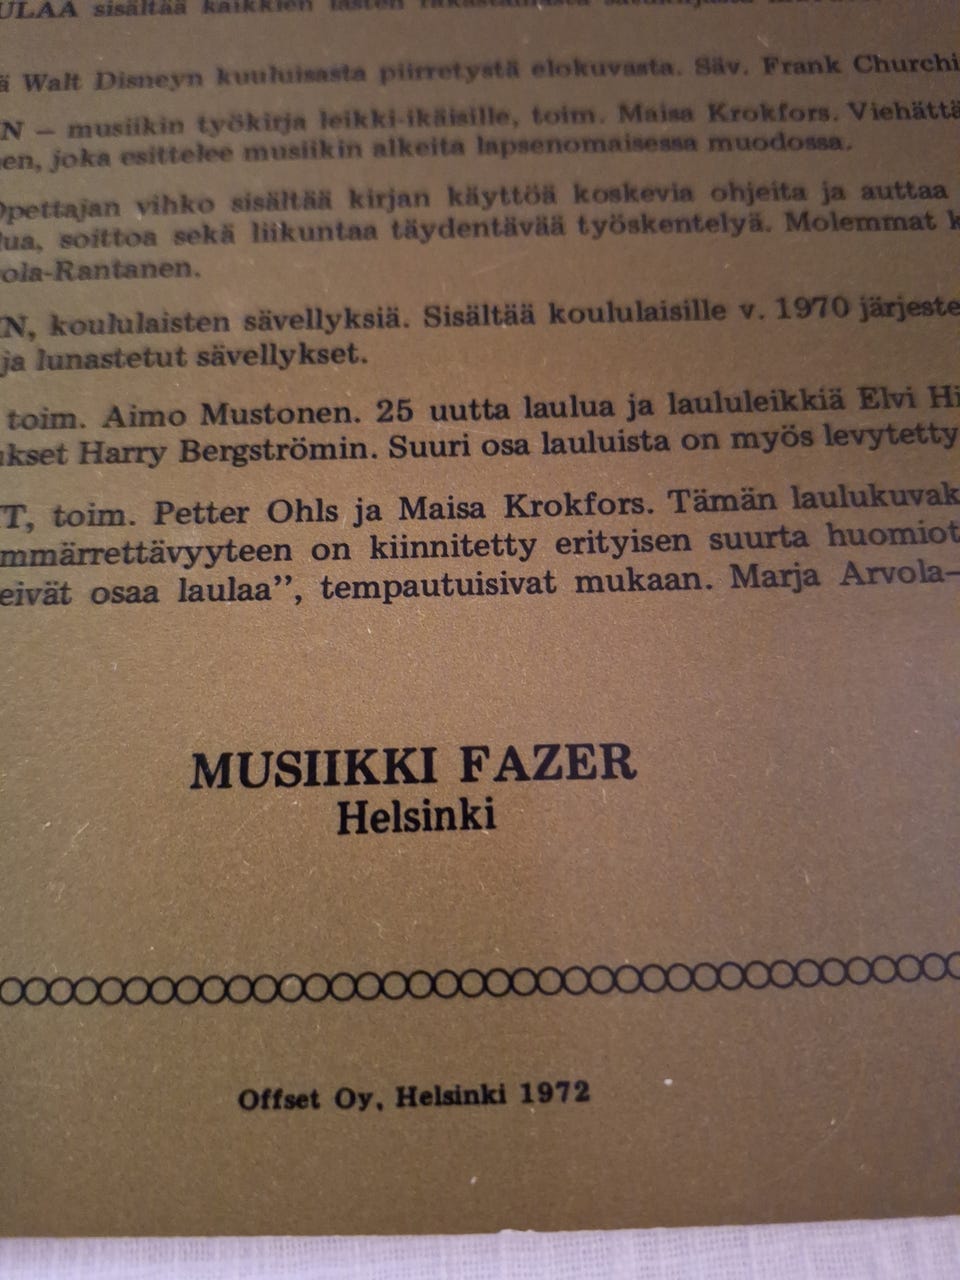 ULAA sisältää kaikkien lasten rakastamasta
ä Walt Disneyn kuuluisasta piirretystä elokuvasta. Säv. Frank Churchi
N — musiikin työkirja leikki-ikäisille, toim. Maisa Krokfors. Viehättä
en, joka esittelee musiikin alkeita lapsenomaisessa muodossa.
Opettajan vihko sisältää kirjan käyttöä koskevia ohjeita ja auttaa
lua, soittoa sekä liikuntaa täydentävää työskentelyä. Molemmat k
ola-Rantanen.
N, koululaisten sävellyksiä. Sisältää koululaisille v. 1970 järjeste
ja lunastetut sävellykset.
toim. Aimo Mustonen. 25 uutta laulua ja laululeikkiä Elvi Hi
kset Harry Bergströmin. Suuri osa lauluista on myös levytetty
T, toim. Petter Ohls ja Maisa Krokfors. Tämän laulukuvak
mmärrettävyyteen on kiinnitetty erityisen suurta huomiot
eivät osaa laulaa”, tempautuisivat mukaan. Marja Arvola—
MUSIIKKI FAZER
Helsinki
Offset Oy, Helsinki 1972